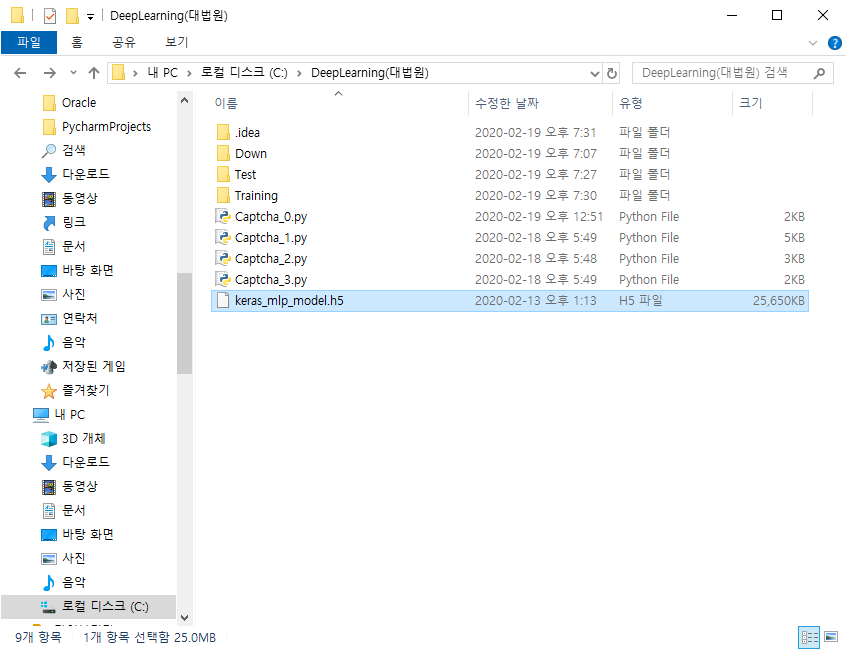 DeepLearning(대법원)
파일 홈 공유 보기
내 PC › 로컬 디스크 (C:) › DeepLearning(대법원)
DeepLearning(대법원) 검색
Oracle
PycharmProjects
검색
다운로드
동영상
링크
문서
바탕 화면
사진
연락처
음악
저장된 게임
즐겨찾기
내 PC
3D 개체
다운로드
동영상
문서
바탕 화면
사진
음악
로컬 디스크 (C:)
이름 수정한 날짜 유형 크기
.idea 2020-02-19 오후 7:31 파일 폴더
Down 2020-02-19 오후 7:07 파일 폴더
Test 2020-02-19 오후 7:27 파일 폴더
Training 2020-02-19 오후 7:30 파일 폴더
Captcha_0.py 2020-02-19 오후 12:51 Python File 2KB
Captcha_1.py 2020-02-18 오후 5:49 Python File 5KB
Captcha_2.py 2020-02-18 오후 5:48 Python File 3KB
Captcha_3.py 2020-02-18 오후 5:49 Python File 2KB
keras_mlp_model.h5 2020-02-13 오후 1:13 H5 파일 25,650KB
9개 항목 1개 항목 선택함 25.0MB